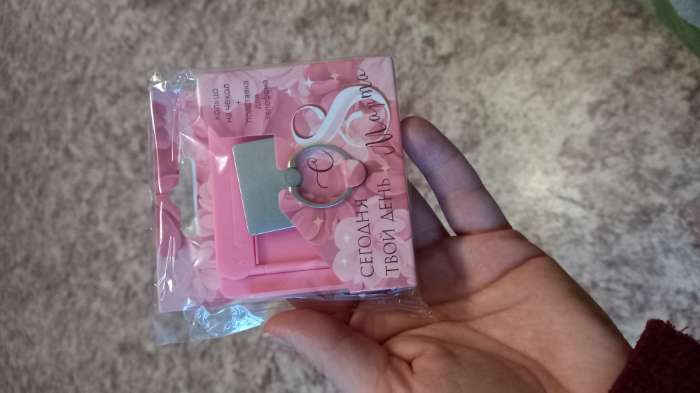 КОЛЬЦО
НА ЧЕХОЛ
+
ПОДСТАВКА
ДЛЯ
ТЕЛЕФОНА
С 8 Марта
СЕГОДНЯ
ТВОЙ ДЕНЬ